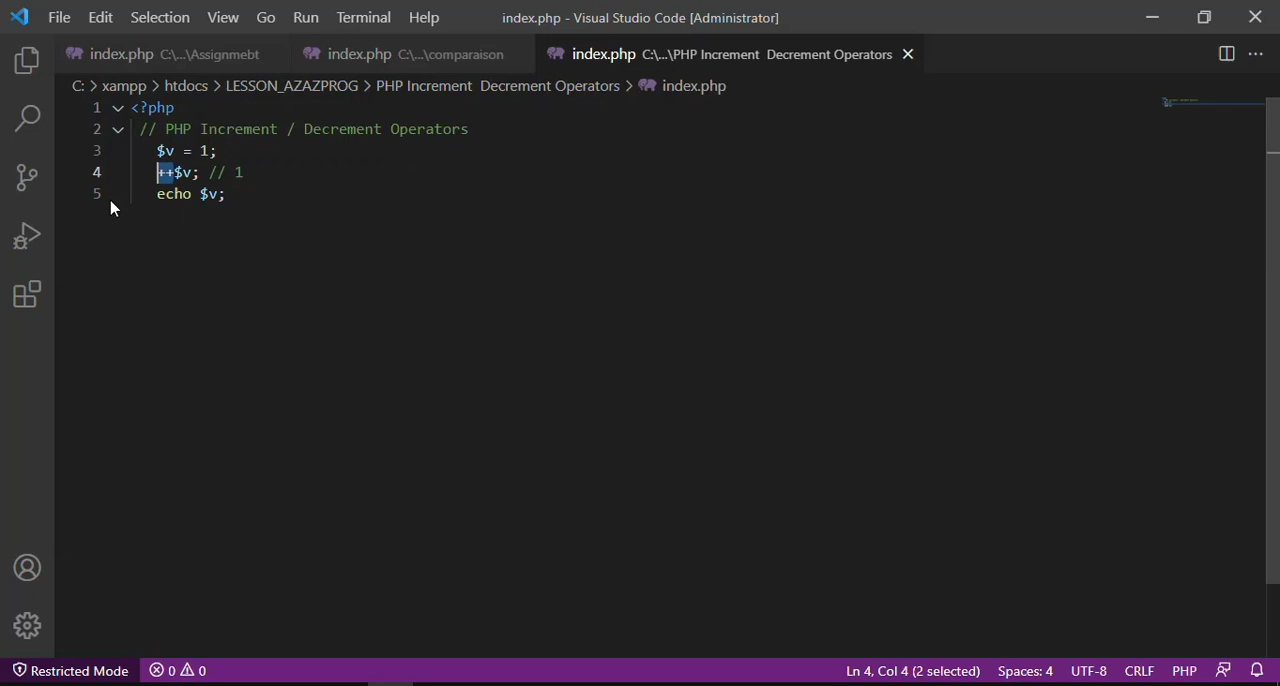 File Edit Selection View Go Run Terminal Help index.php - Visual Studio Code [Administrator]
index.php C:\...\Assignmebt index.php C:\...\comparaison index.php C:\...\PHP Increment Decrement Operators
C: > xampp > htdocs > LESSON_AZAZPROG > PHP Increment Decrement Operators > index.php
1 <?php
2 // PHP Increment / Decrement Operators
3 $v = 1;
4 ++$v; // 1
5 echo $v;
Restricted Mode 0 0 Ln 4, Col 4 (2 selected) Spaces: 4 UTF-8 CRLF PHP